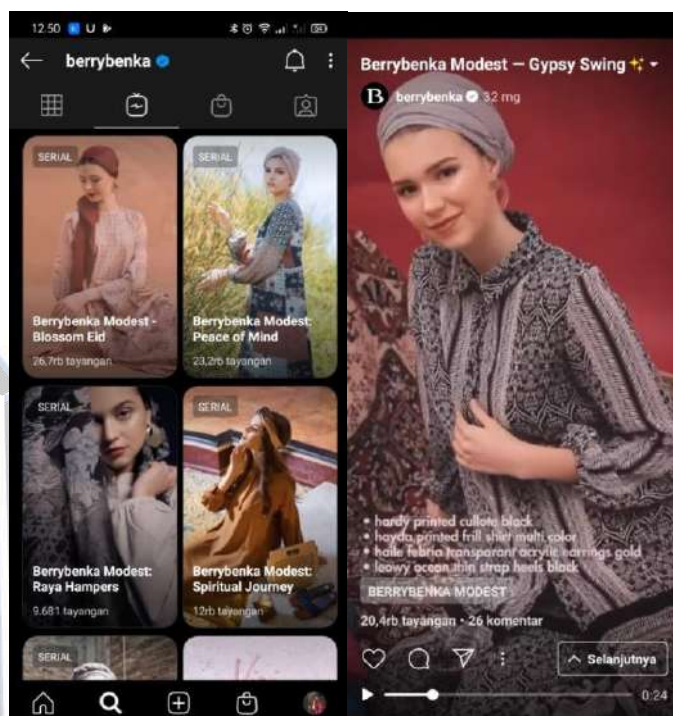 12.50
berrybenka
SERIAL
Berrybenka Modest -
Blossom Eid
26,7rb tayangan
SERIAL
Berrybenka Modest:
Peace of Mind
23,2rb tayangan
SERIAL
Berrybenka Modest:
Raya Hampers
9.681 tayangan
SERIAL
Berrybenka Modest:
Spiritual Journey
12rb tayangan
SERIAL
Berrybenka Modest — Gypsy Swing
B berrybenka 32 mg
• hardy printed cullote black
• hayda printed frill shirt multi color
• haile febria transparant acrylic earrings gold
• leowy ocean thin strap heels black
BERRYBENKA MODEST
20,4rb tayangan • 26 komentar
Selanjutnya
0:24